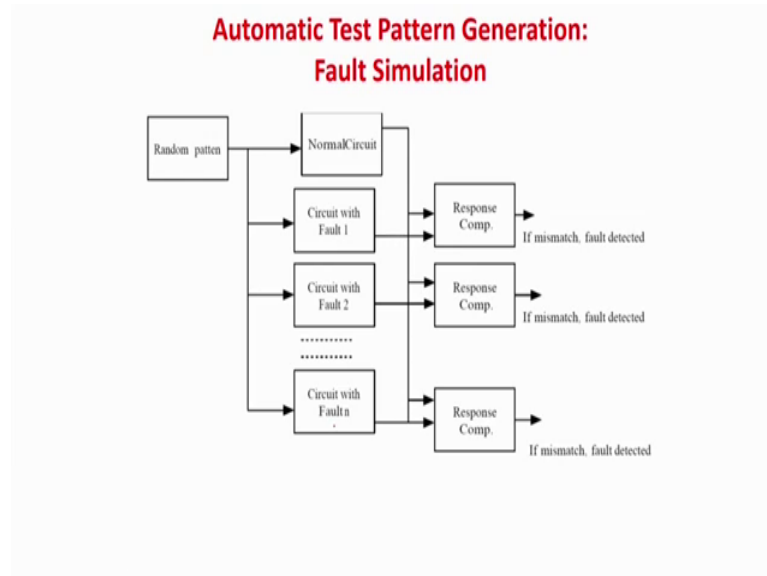 Automatic Test Pattern Generation:
Fault Simulation
Random patten
NormalCircuit
Circuit with
Fault 1
Response
Comp.
If mismatch, fault detected
Circuit with
Fault 2
Response
Comp.
If mismatch, fault detected
...........
...........
Circuit with
Fault n
.
Response
Comp.
If mismatch, fault detected